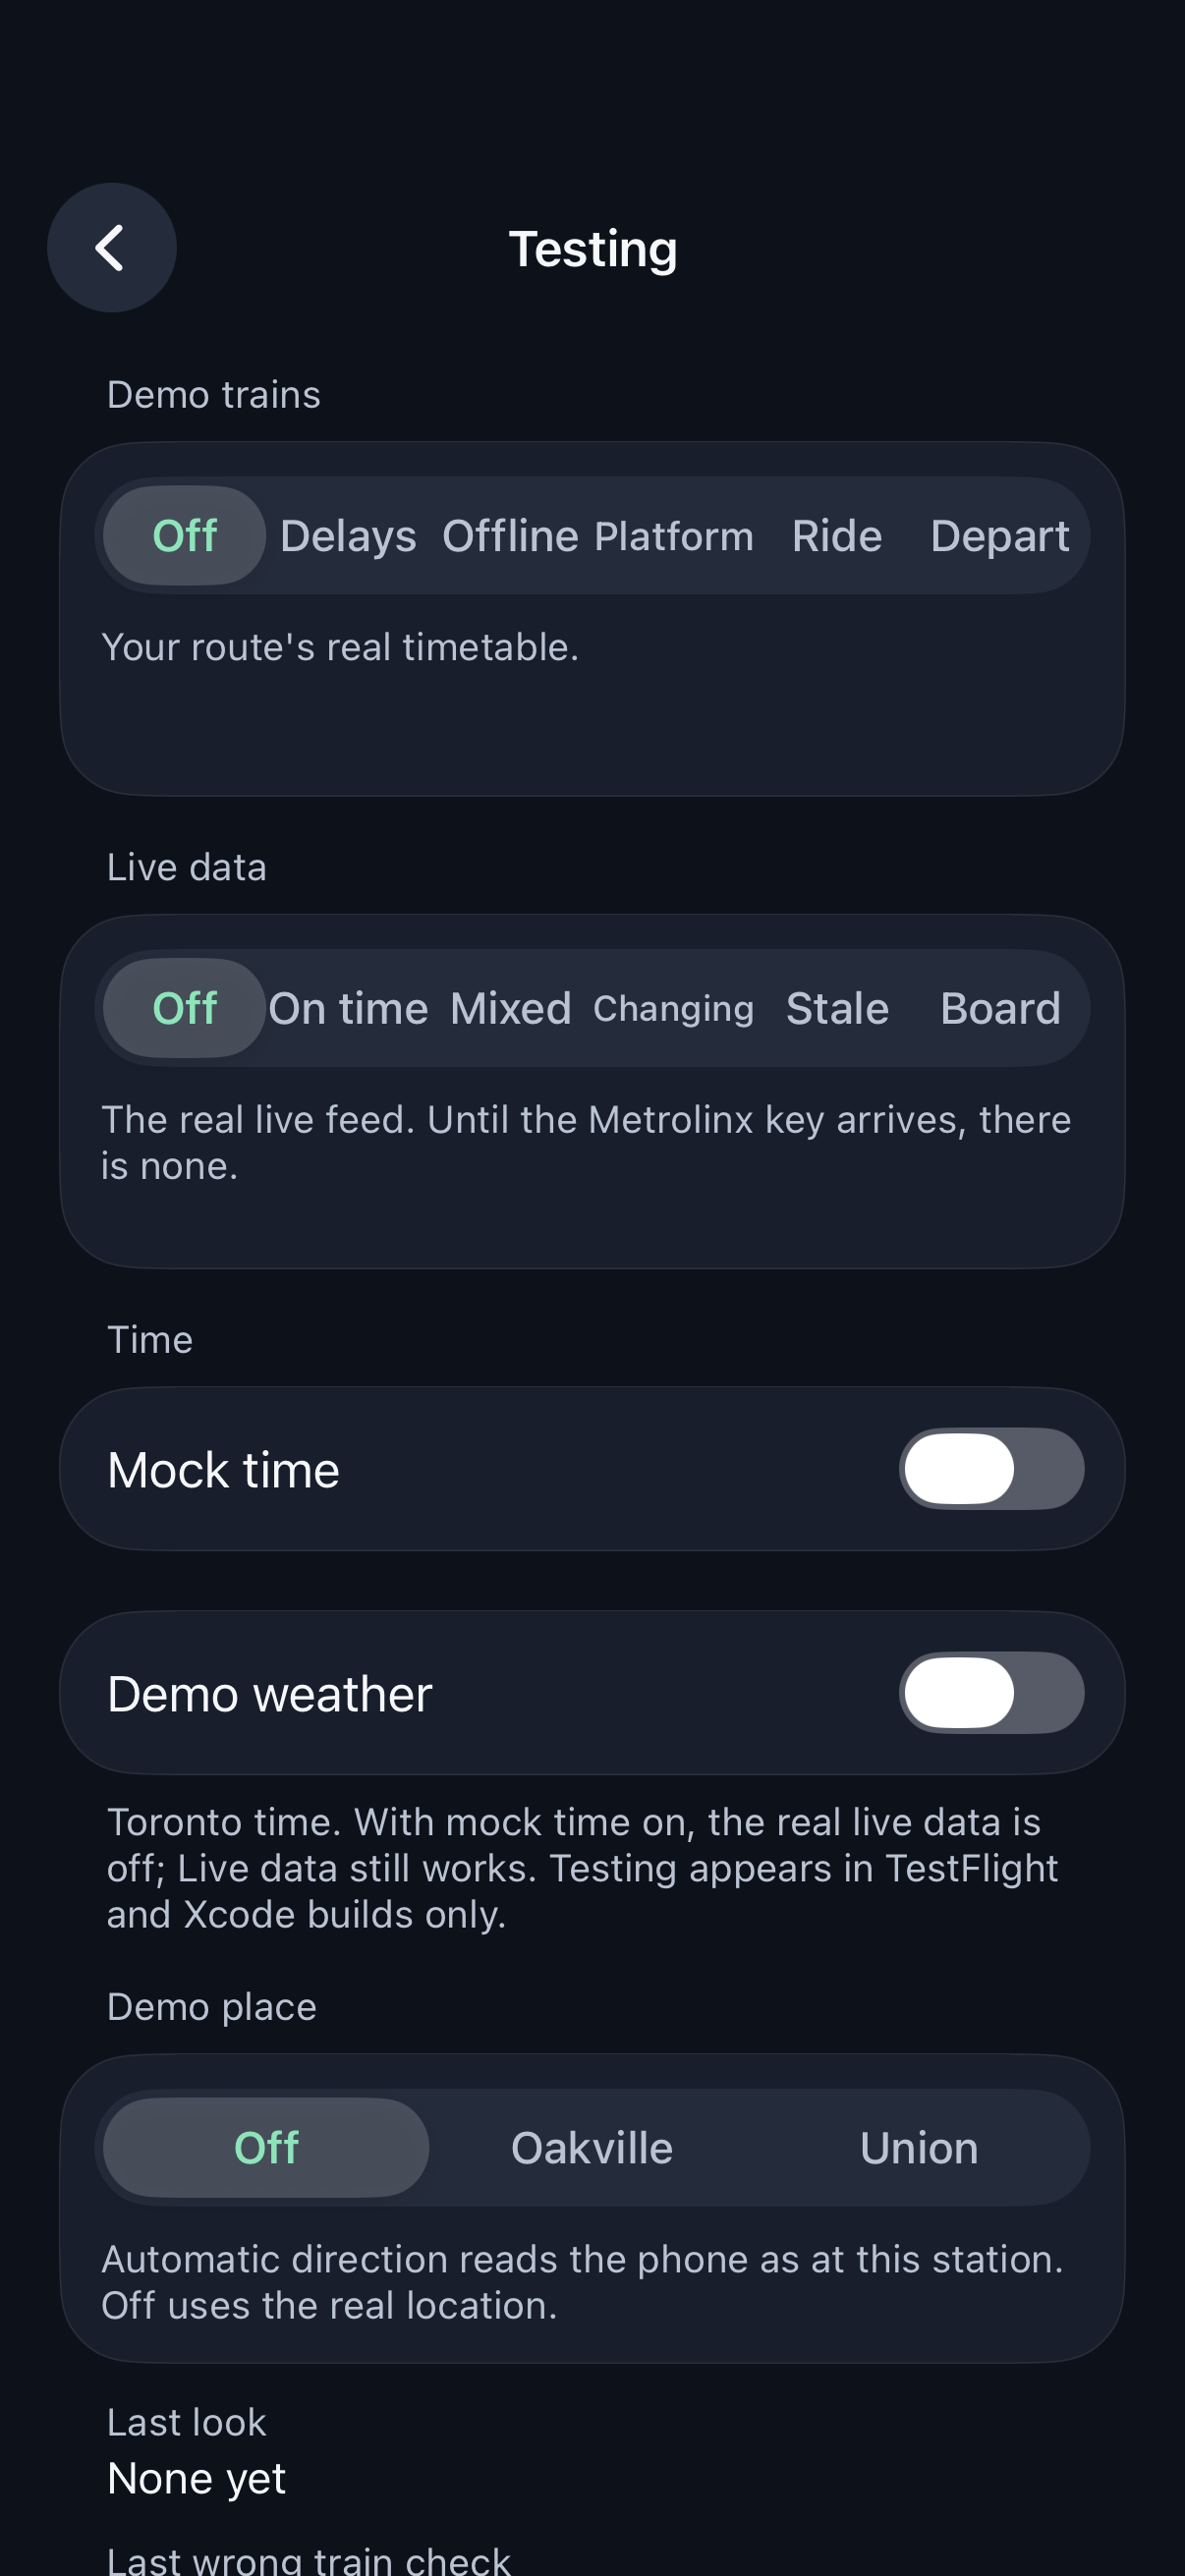 Testing
Demo trains
Off Delays Offline Platform Ride Depart
Your route's real timetable.
Live data
Off On time Mixed Changing Stale Board
The real live feed. Until the Metrolinx key arrives, there
is none.
Time
Mock time
Demo weather
Toronto time. With mock time on, the real live data is
off; Live data still works. Testing appears in TestFlight
and Xcode builds only.
Demo place
Off Oakville Union
Automatic direction reads the phone as at this station.
Off uses the real location.
Last look
None yet
Last wrong train check